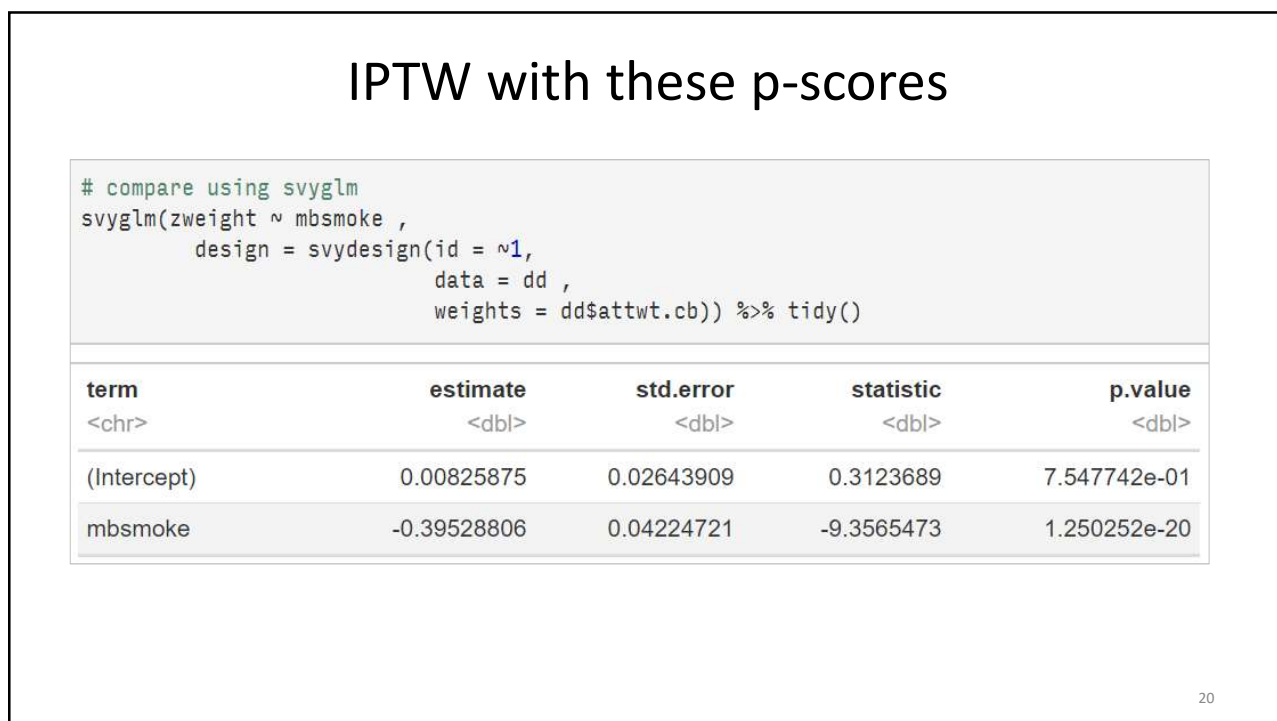 IPTW with these p-scores
# compare using svyglm
svyglm(zweight ~ mbsmoke ,
design = svydesign(id = ~1,
data = dd ,
weights = dd$attwt.cb)) %>% tidy()
term estimate std.error statistic p.value
<chr> <dbl> <dbl> <dbl> <dbl>
(Intercept) 0.00825875 0.02643909 0.3123689 7.547742e-01
mbsmoke -0.39528806 0.04224721 -9.3565473 1.250252e-20
20